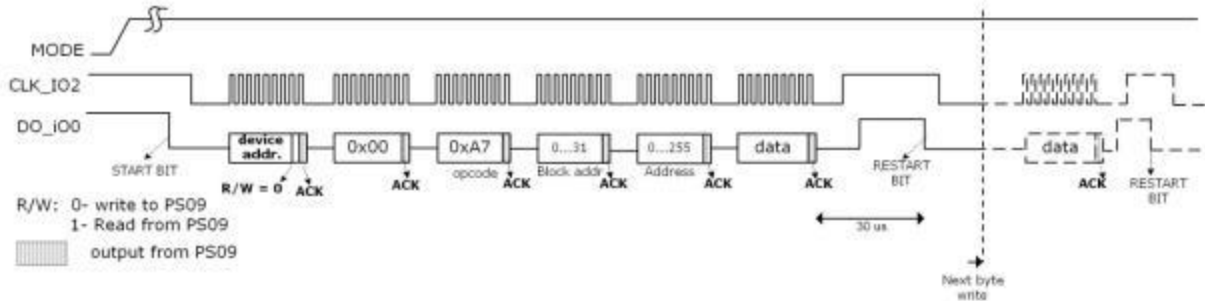 MODE
CLK_IO2
DO_iO0
START BIT
device
addr.
0x00
0xA7
0...31
0...255
data
data
opcode
Block addr
Address
R/W = 0
ACK
ACK
ACK
ACK
ACK
ACK
ACK
RESTART
BIT
RESTART
BIT
R/W: 0- write to PS09
1- Read from PS09
output from PS09
30 us
Next byte
write